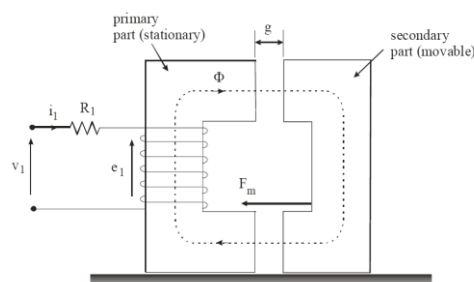 primary
part (stationary)
g
secondary
part (movable)
Φ
i1
R1
v1
e1
Fm